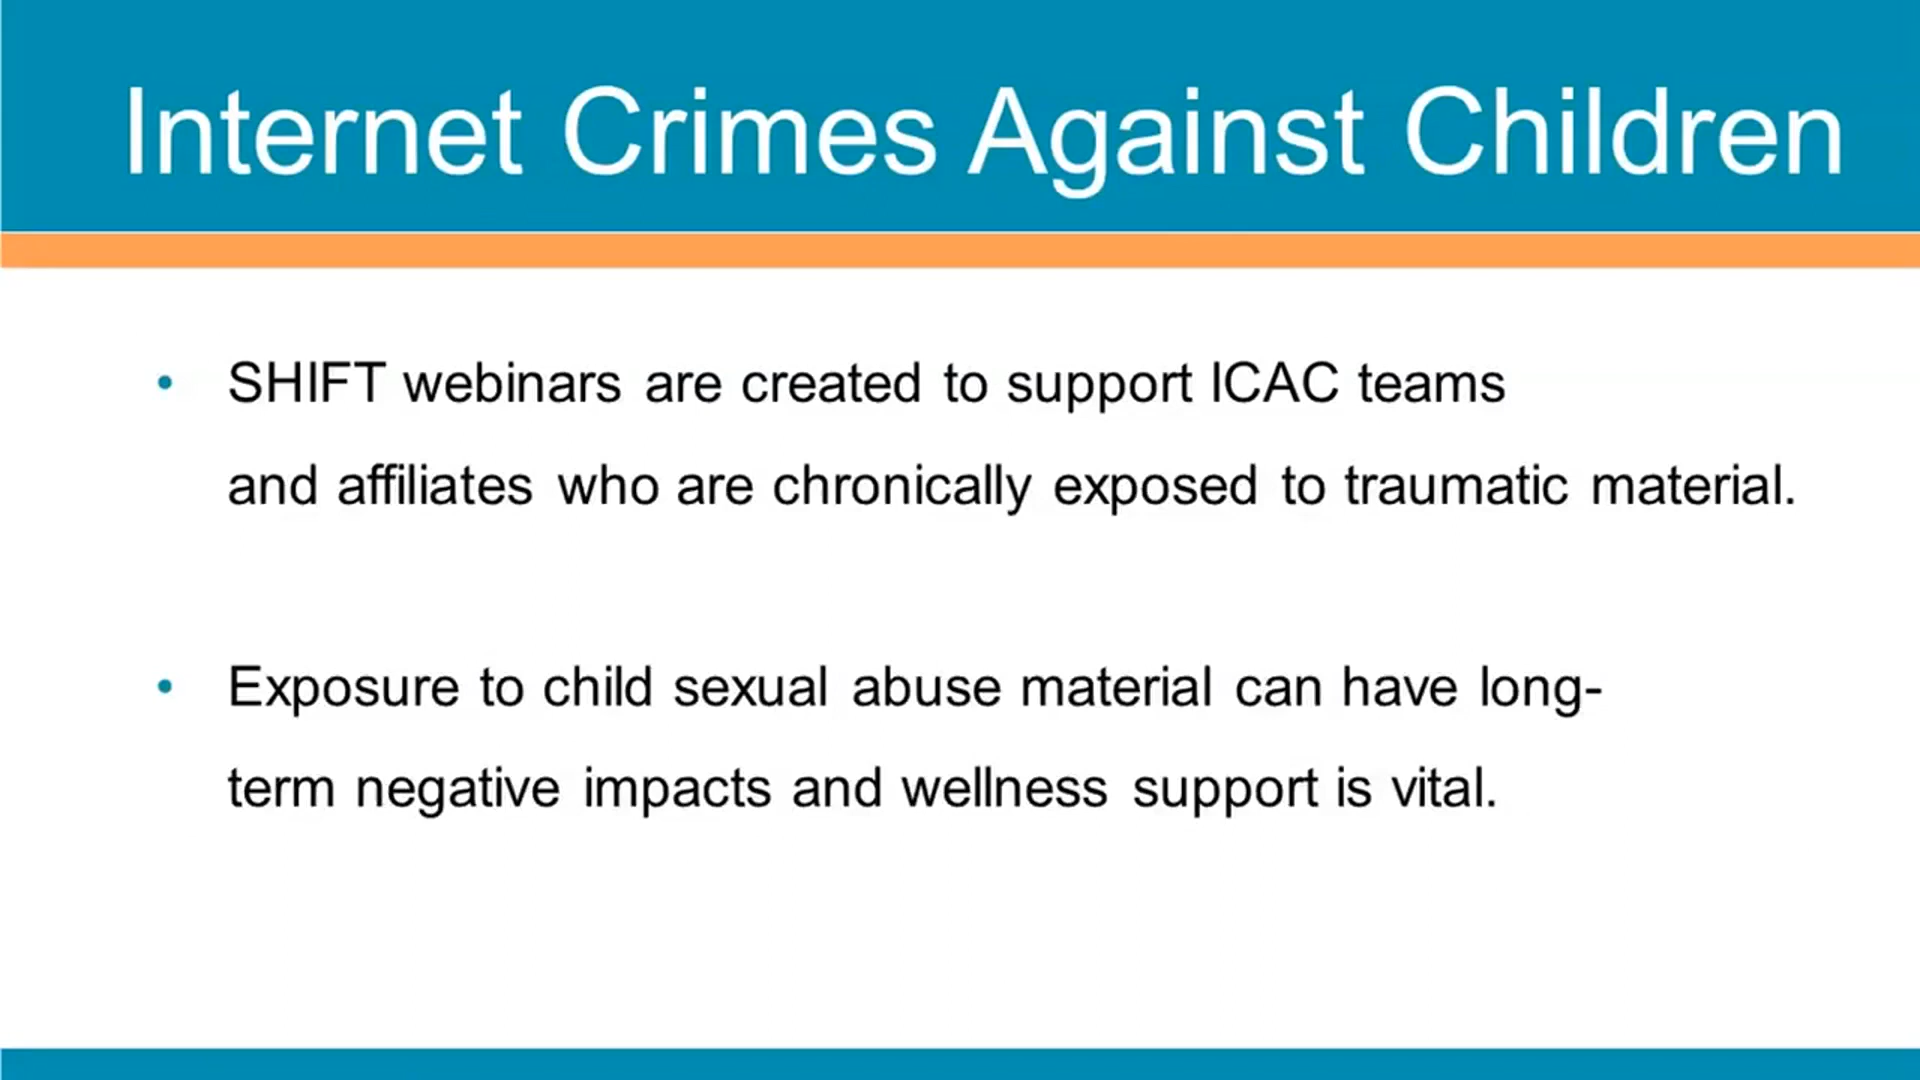 Internet Crimes Against Children
• SHIFT webinars are created to support ICAC teams
and affiliates who are chronically exposed to traumatic material.
• Exposure to child sexual abuse material can have long-
term negative impacts and wellness support is vital.